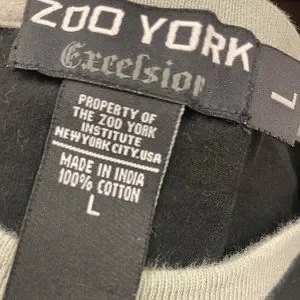 ZOO YORK
Excelsior
L
PROPERTY OF
THE ZOO YORK
INSTITUTE
NEW YORK CITY.USA
MADE IN INDIA
100% COTTON
L